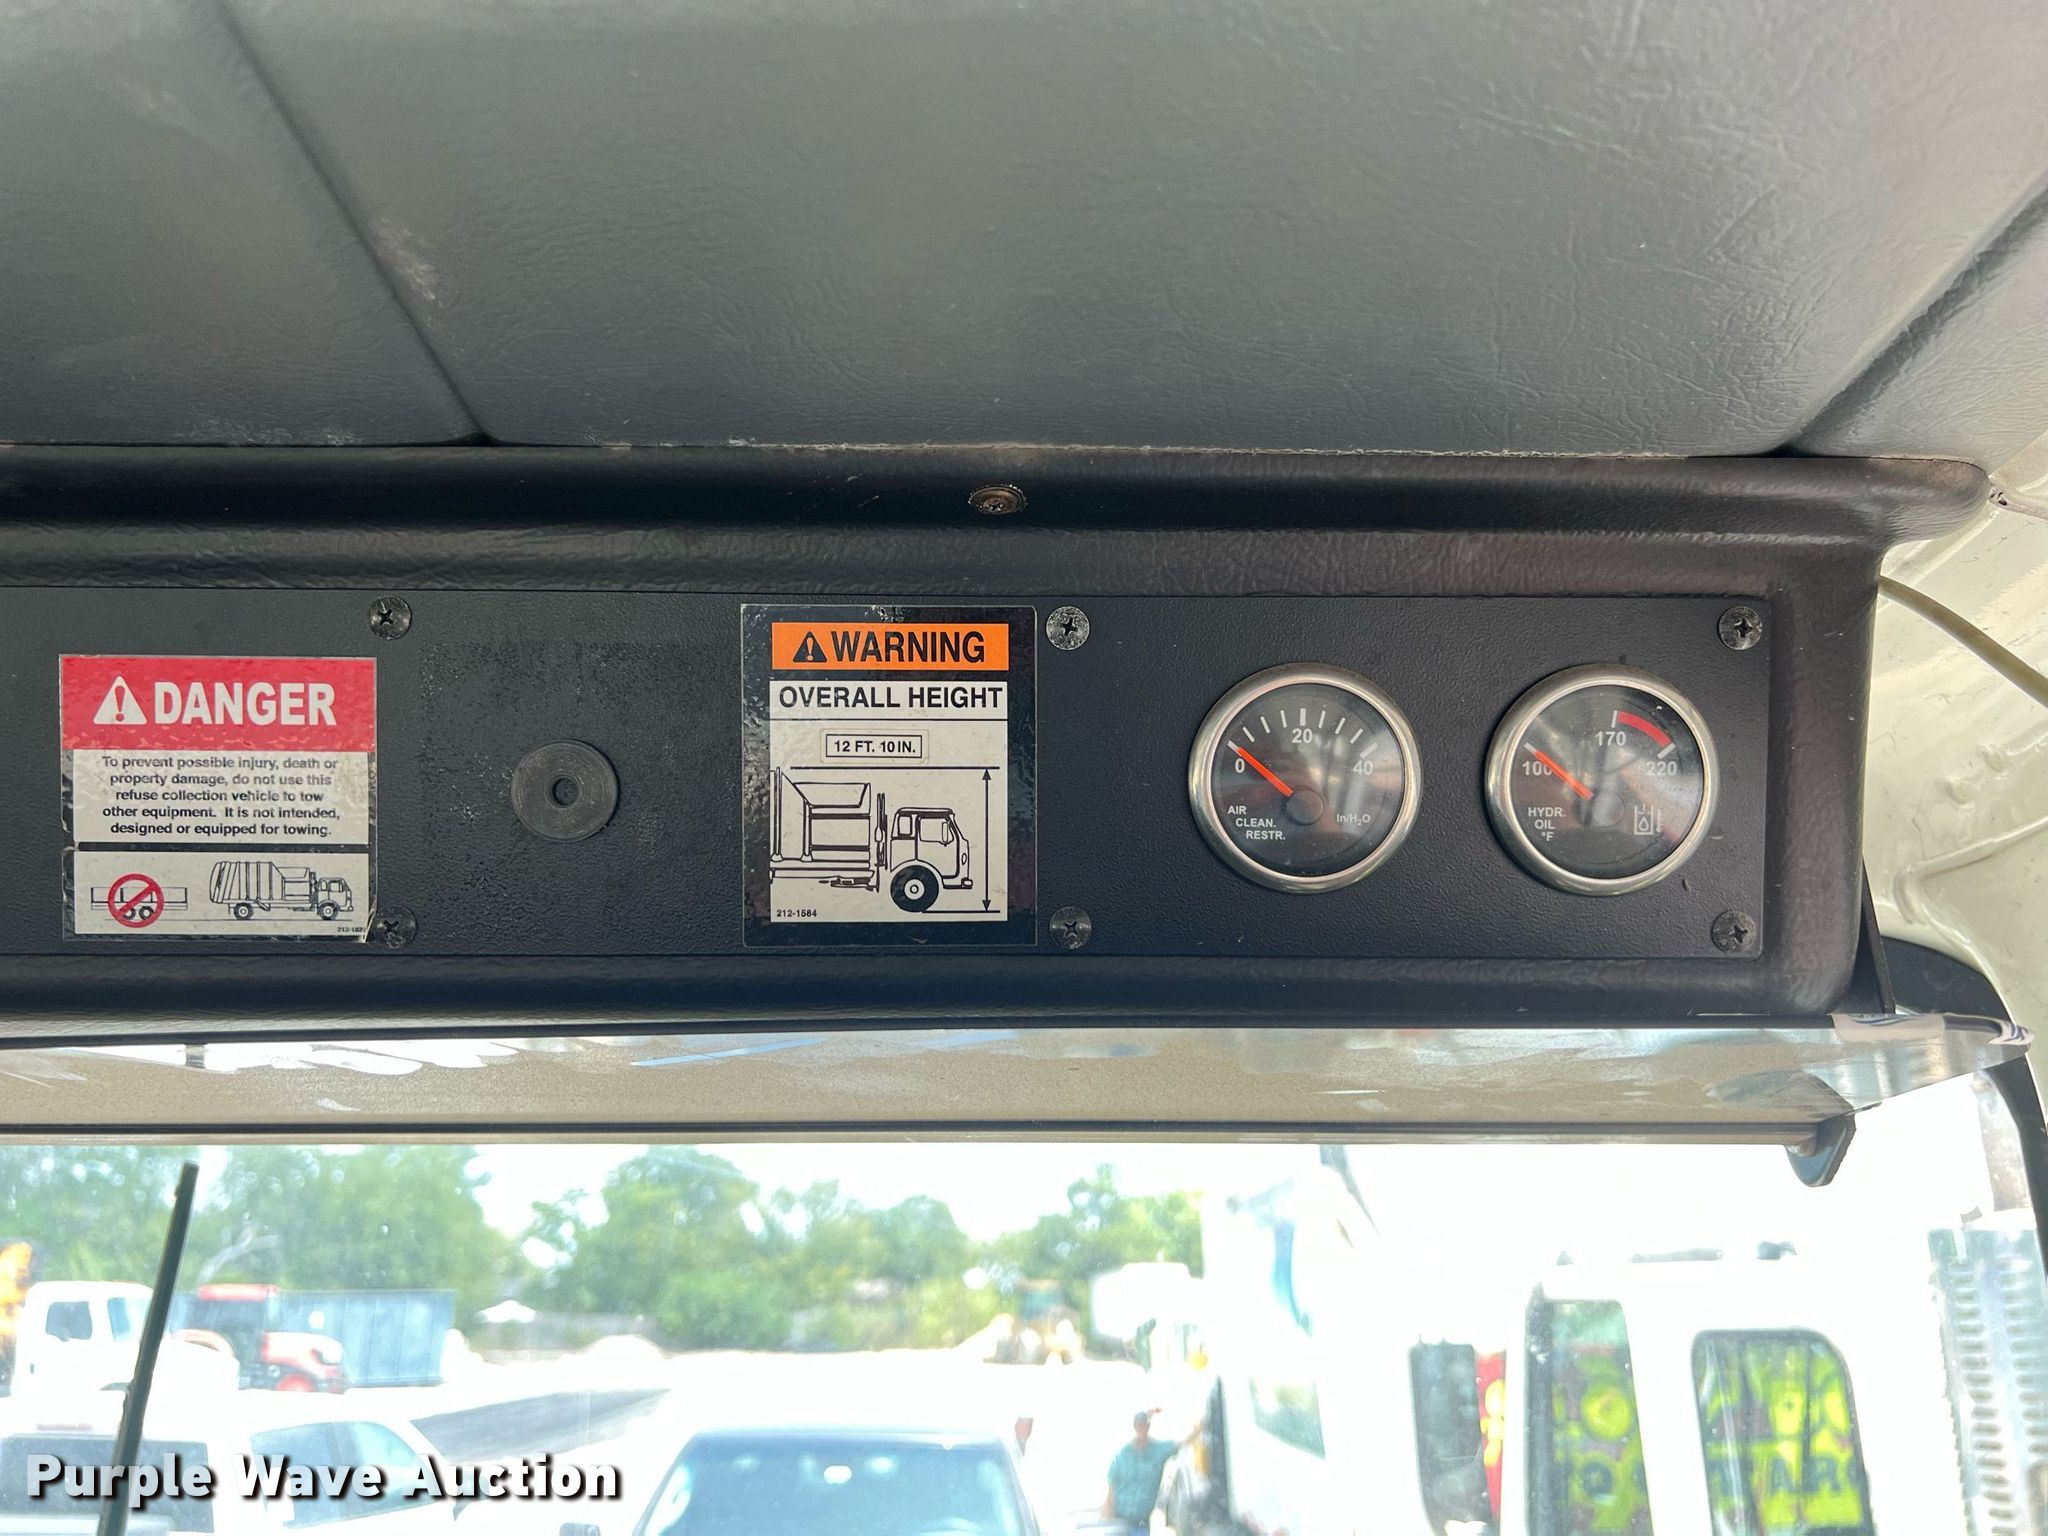 DANGER
To prevent possible injury, death or
property damage, do not use this
refuse collection vehicle to tow
other equipment. It is not intended,
designed or equipped for towing.
WARNING
OVERALL HEIGHT
12 FT. 10 IN.
212-1584
0
20
40
AIR
CLEAN.
RESTR.
In/H₂O
100
170
220
HYDR.
OIL
°F
Purple Wave Auction